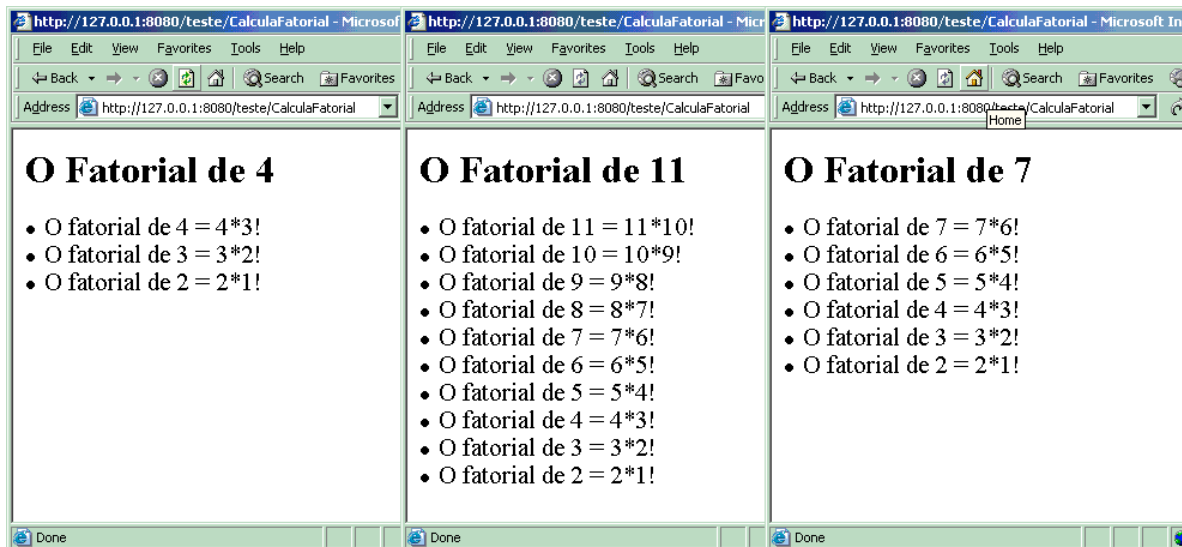 http://127.0.0.1:8080/teste/CalculaFatorial - Microsof
File Edit View Favorites Tools Help
Back Search Favorites
Address http://127.0.0.1:8080/teste/CalculaFatorial
O Fatorial de 4
• O fatorial de 4 = 4*3!
• O fatorial de 3 = 3*2!
• O fatorial de 2 = 2*1!
Done
http://127.0.0.1:8080/teste/CalculaFatorial - Micr
File Edit View Favorites Tools Help
Back Search Favo
Address http://127.0.0.1:8080/teste/CalculaFatorial
O Fatorial de 11
• O fatorial de 11 = 11*10!
• O fatorial de 10 = 10*9!
• O fatorial de 9 = 9*8!
• O fatorial de 8 = 8*7!
• O fatorial de 7 = 7*6!
• O fatorial de 6 = 6*5!
• O fatorial de 5 = 5*4!
• O fatorial de 4 = 4*3!
• O fatorial de 3 = 3*2!
• O fatorial de 2 = 2*1!
Done
http://127.0.0.1:8080/teste/CalculaFatorial - Microsoft In
File Edit View Favorites Tools Help
Back Search Favorites
Address http://127.0.0.1:8080/teste/CalculaFatorial
Home
O Fatorial de 7
• O fatorial de 7 = 7*6!
• O fatorial de 6 = 6*5!
• O fatorial de 5 = 5*4!
• O fatorial de 4 = 4*3!
• O fatorial de 3 = 3*2!
• O fatorial de 2 = 2*1!
Done